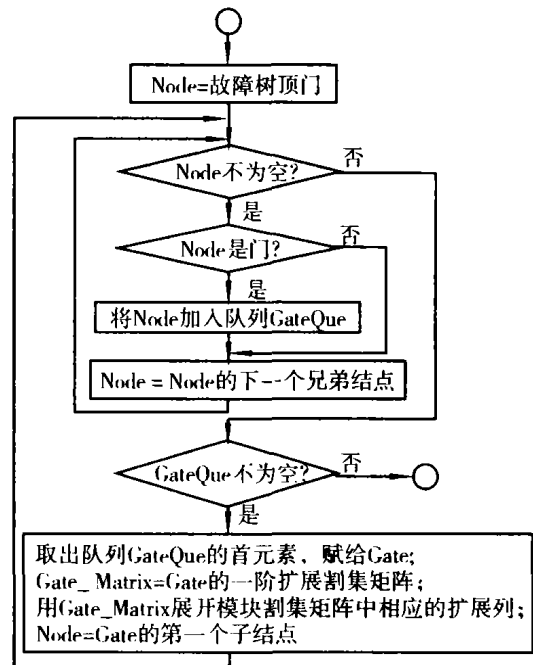 Node=故障树顶门
Node不为空?
否
是
Node是门?
否
是
将Node加入队列GateQue
Node = Node的下一个兄弟结点
GateQue不为空?
否
是
取出队列GateQue的首元素，赋给Gate;
Gate_Matrix=Gate的一阶扩展割集矩阵;
用Gate_Matrix展开模块割集矩阵中相应的扩展列;
Node=Gate的第一个子结点